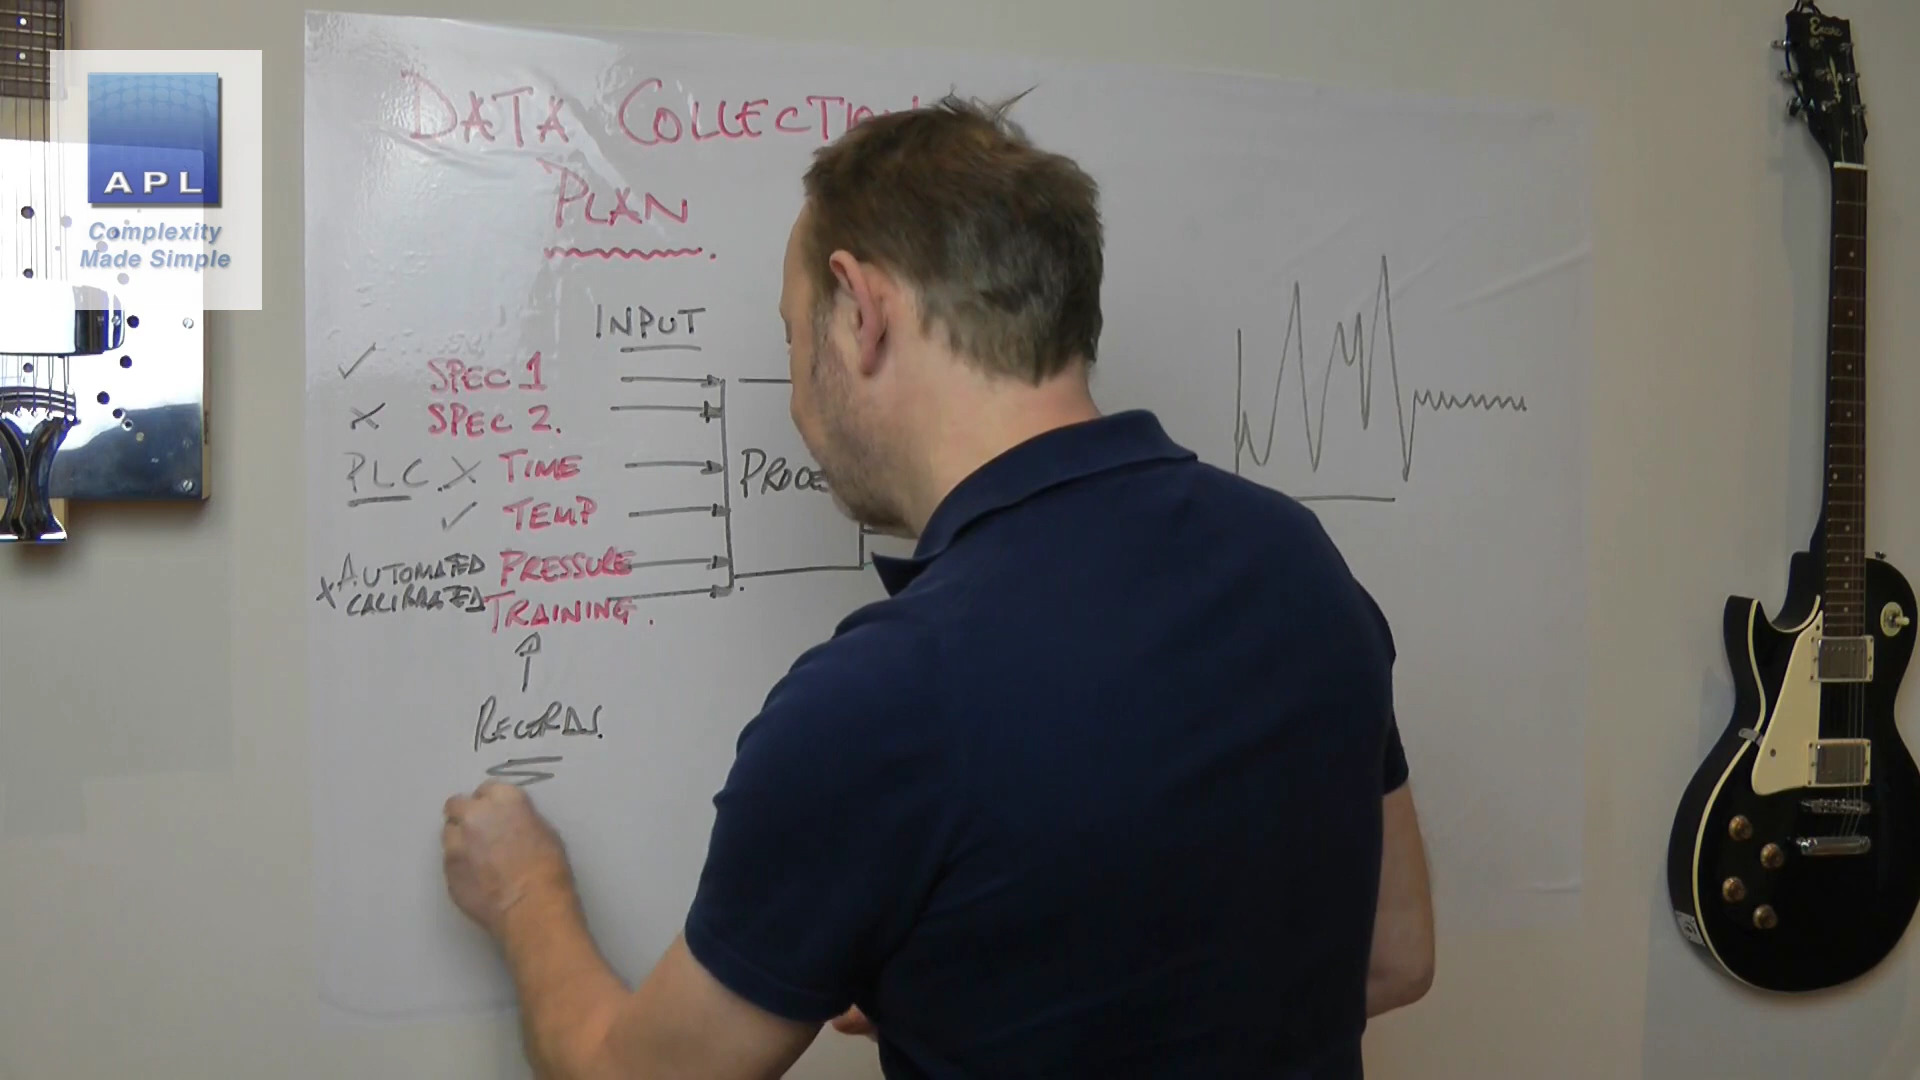 DATA COLLECTION
PLAN
APL
Complexity
Made Simple
INPUT
✓ SPEC 1
X SPEC 2.
PLC. X TIME
✓ TEMP
AUTOMATED PRESSURE
X CALIBRATED TRAINING.
RECORDS.